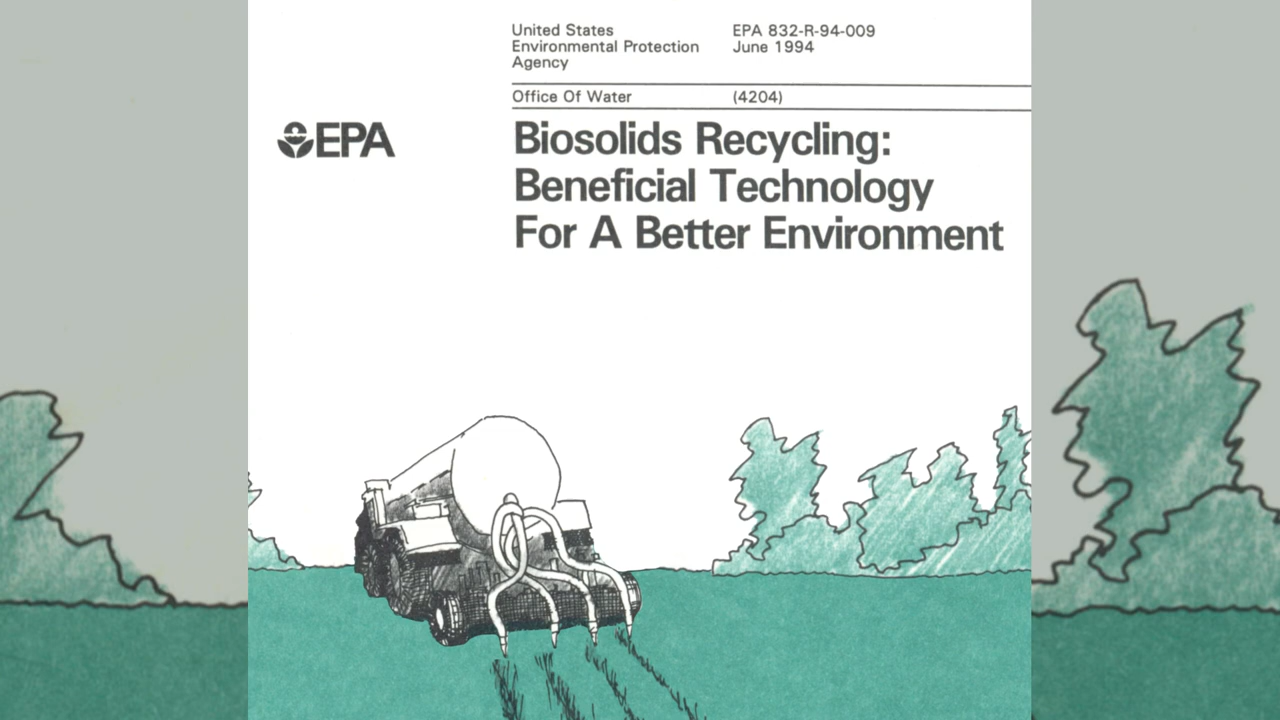 United States
Environmental Protection
Agency
EPA 832-R-94-009
June 1994
Office Of Water
(4204)
EPA
Biosolids Recycling:
Beneficial Technology
For A Better Environment